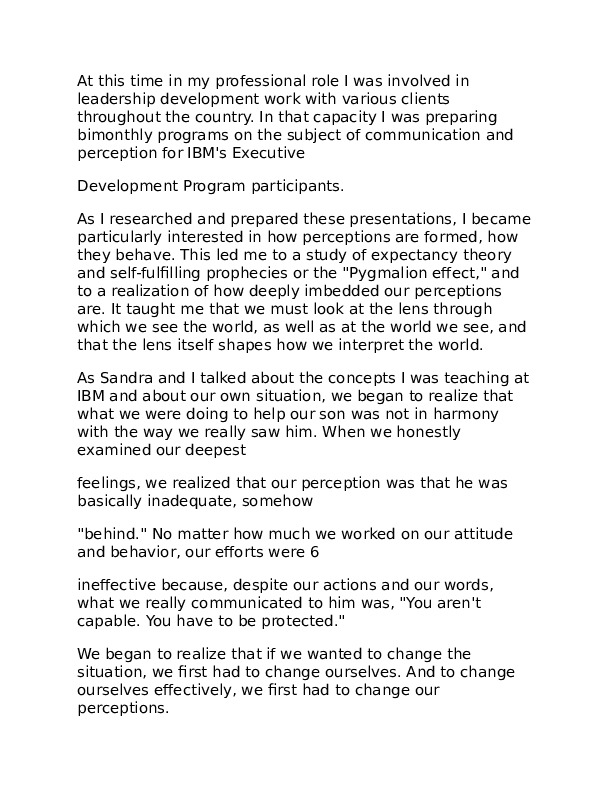 At this time in my professional role I was involved in
leadership development work with various clients
throughout the country. In that capacity I was preparing
bimonthly programs on the subject of communication and
perception for IBM's Executive
Development Program participants.
As I researched and prepared these presentations, I became
particularly interested in how perceptions are formed, how
they behave. This led me to a study of expectancy theory
and self-fulfilling prophecies or the "Pygmalion effect," and
to a realization of how deeply imbedded our perceptions
are. It taught me that we must look at the lens through
which we see the world, as well as at the world we see, and
that the lens itself shapes how we interpret the world.
As Sandra and I talked about the concepts I was teaching at
IBM and about our own situation, we began to realize that
what we were doing to help our son was not in harmony
with the way we really saw him. When we honestly
examined our deepest
feelings, we realized that our perception was that he was
basically inadequate, somehow
"behind." No matter how much we worked on our attitude
and behavior, our efforts were 6
ineffective because, despite our actions and our words,
what we really communicated to him was, "You aren't
capable. You have to be protected."
We began to realize that if we wanted to change the
situation, we first had to change ourselves. And to change
ourselves effectively, we first had to change our
perceptions.